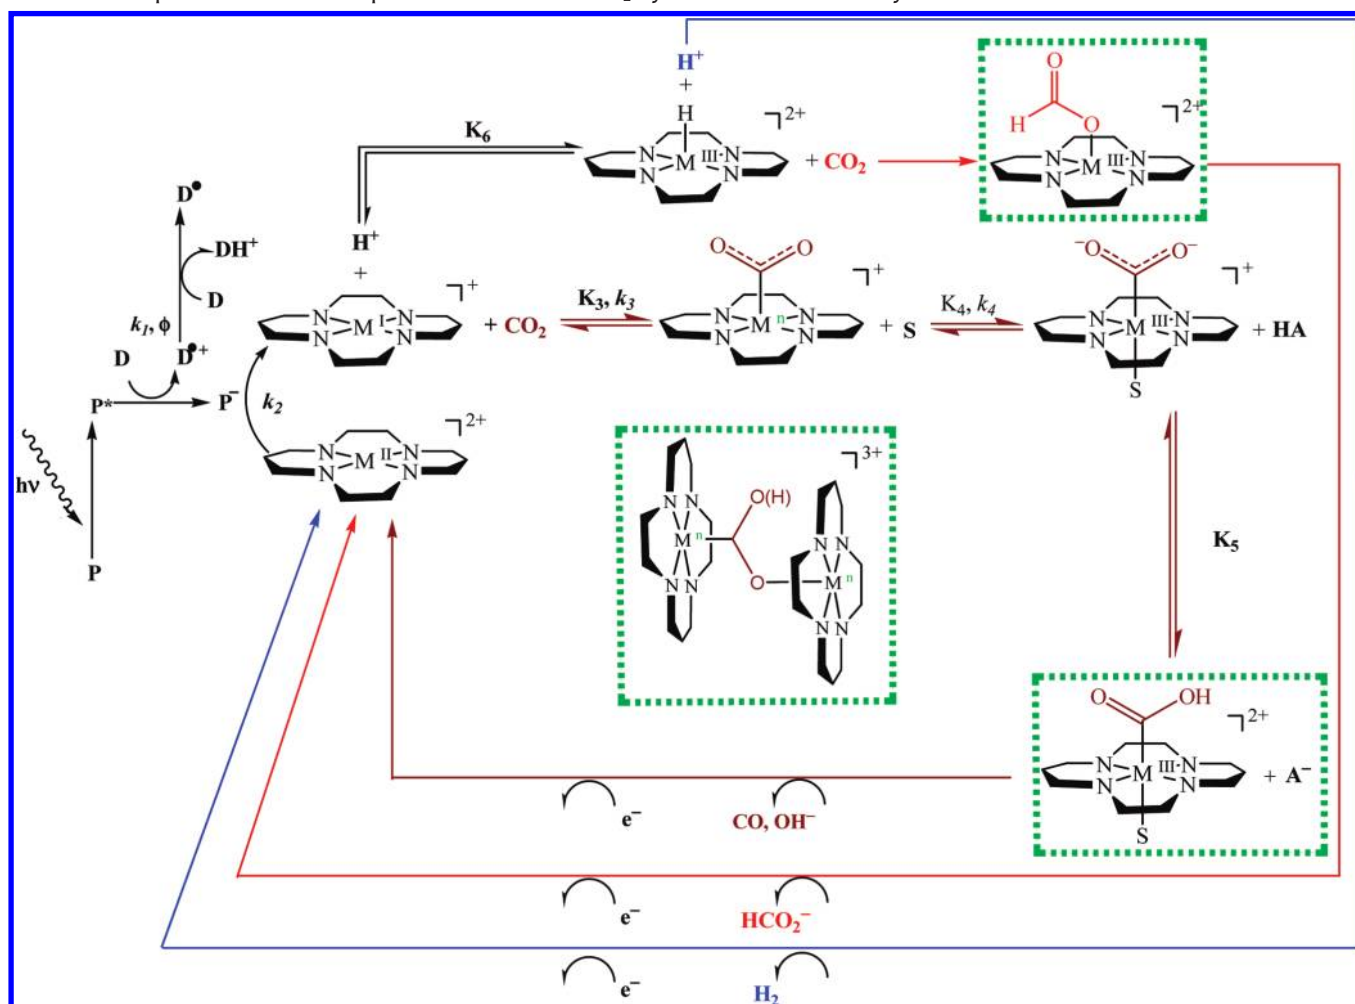 H⁺
+
H
]²⁺
N N N N
M III
+ CO₂
K₆
O
H O
]²⁺
N N N N
M III
D•
DH⁺
D
k₁, ϕ
D D•⁺
P* P⁻
k₂
hν
P
H⁺
+
]⁺
N N N N
M I
+ CO₂
K₃, k₃
O O
]⁺
N N N N
M n
+ S
K₄, k₄
⁻O O⁻
]⁺
N N N N
M III
S
+ HA
]²⁺
N N N N
M II
]³⁺
O(H)
N N N N
M n
O
N N N N
M n
K₅
O OH
]²⁺
N N N N
M III
S
+ A⁻
e⁻ CO, OH⁻
e⁻ HCO₂⁻
e⁻ H₂